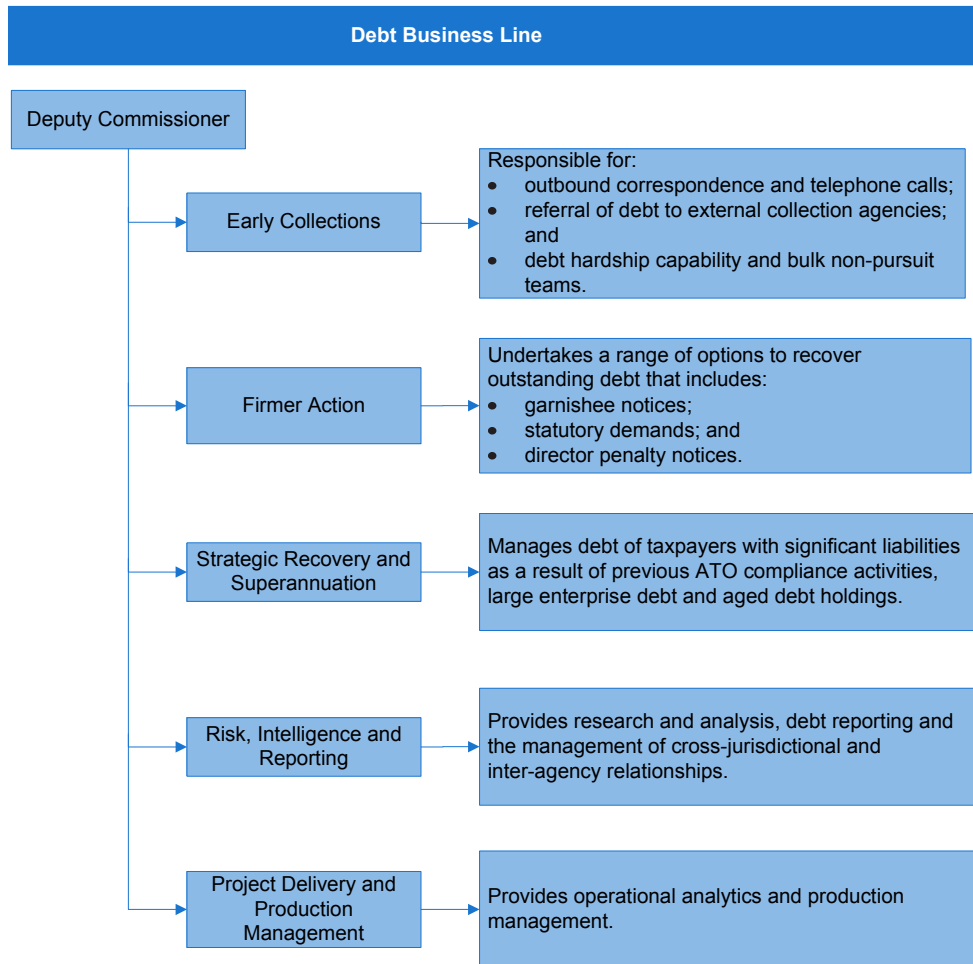 Debt Business Line
Deputy Commissioner
Early Collections
Responsible for:
• outbound correspondence and telephone calls;
• referral of debt to external collection agencies;
and
• debt hardship capability and bulk non-pursuit
teams.
Firmer Action
Undertakes a range of options to recover
outstanding debt that includes:
• garnishee notices;
• statutory demands; and
• director penalty notices.
Strategic Recovery and
Superannuation
Manages debt of taxpayers with significant liabilities
as a result of previous ATO compliance activities,
large enterprise debt and aged debt holdings.
Risk, Intelligence and
Reporting
Provides research and analysis, debt reporting and
the management of cross-jurisdictional and
inter-agency relationships.
Project Delivery and
Production
Management
Provides operational analytics and production
management.